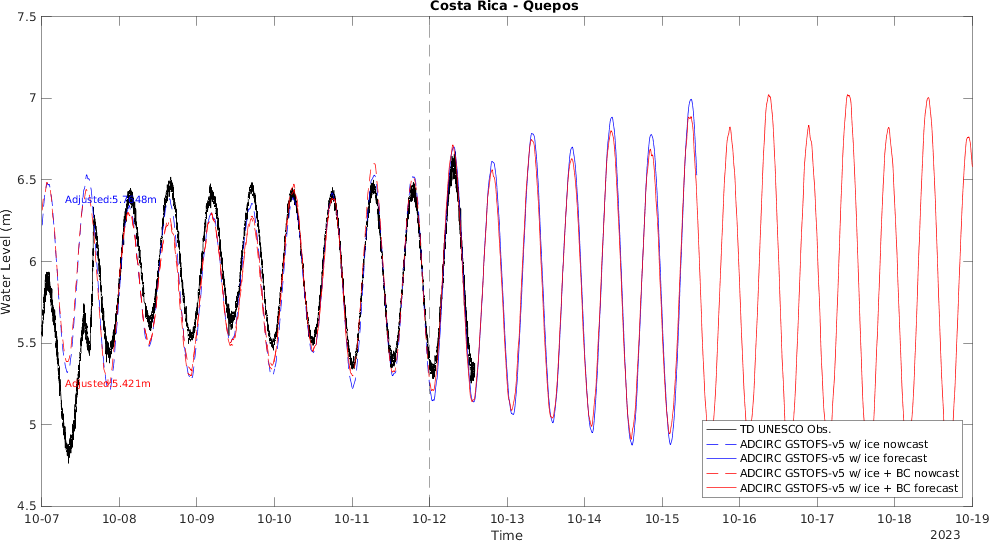 Costa Rica - Quepos
7.5
7
6.5
6
5.5
5
4.5
Water Level (m)
Adjusted:5.421m
TD UNESCO Obs.
ADCIRC GSTOFS-v5 w/ ice nowcast
ADCIRC GSTOFS-v5 w/ ice forecast
ADCIRC GSTOFS-v5 w/ ice + BC nowcast
ADCIRC GSTOFS-v5 w/ ice + BC forecast
10-07 10-08 10-09 10-10 10-11 10-12 10-13 10-14 10-15 10-16 10-17 10-18 10-19
Time
2023